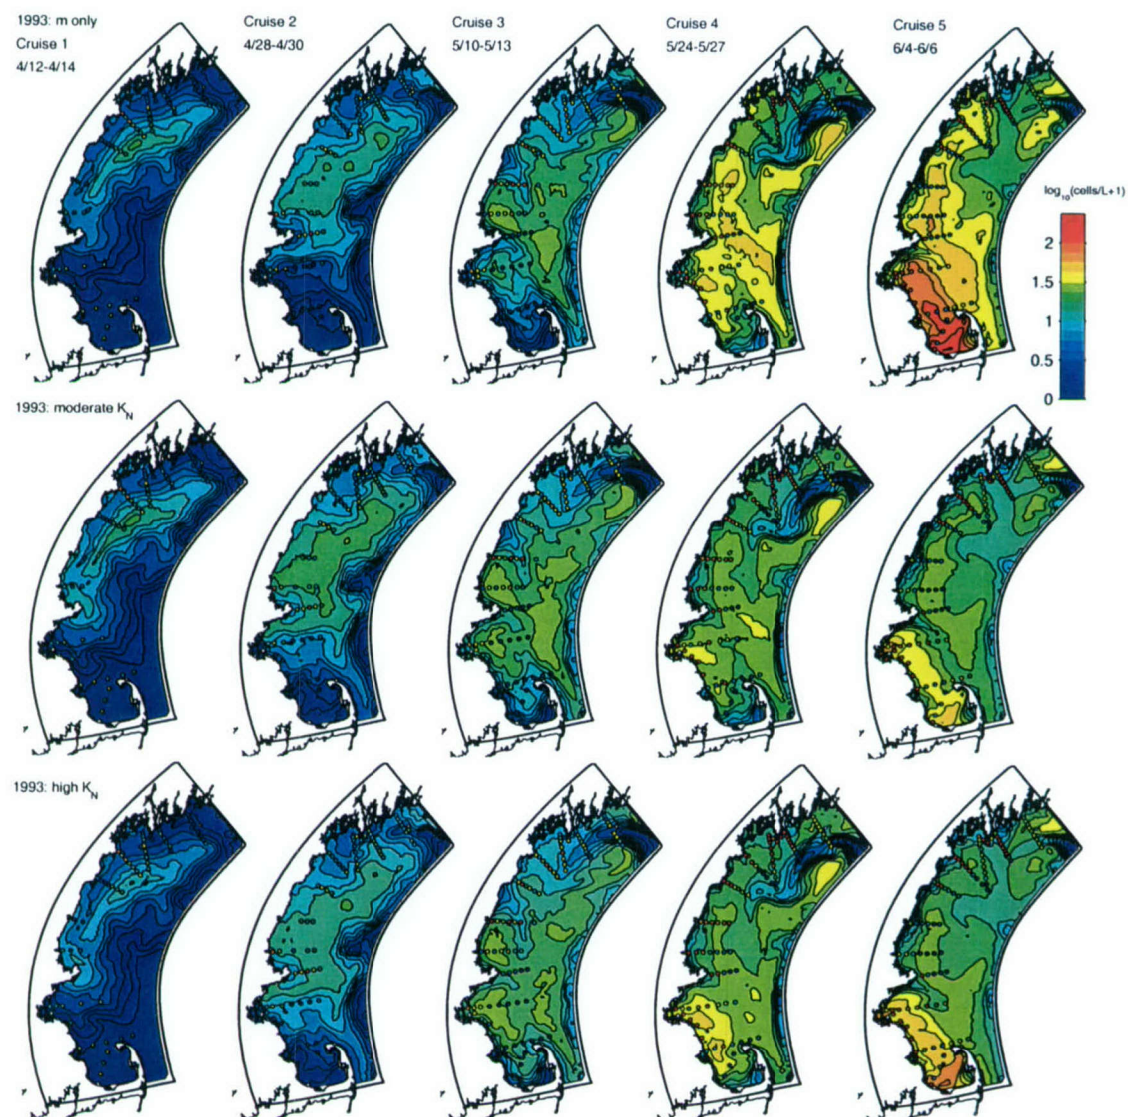 1993: m only
Cruise 1
4/12-4/14
Cruise 2
4/28-4/30
Cruise 3
5/10-5/13
Cruise 4
5/24-5/27
Cruise 5
6/4-6/6
log10(cells/L+1)
2
1.5
1
0.5
0
1993: moderate KN
1993: high KN